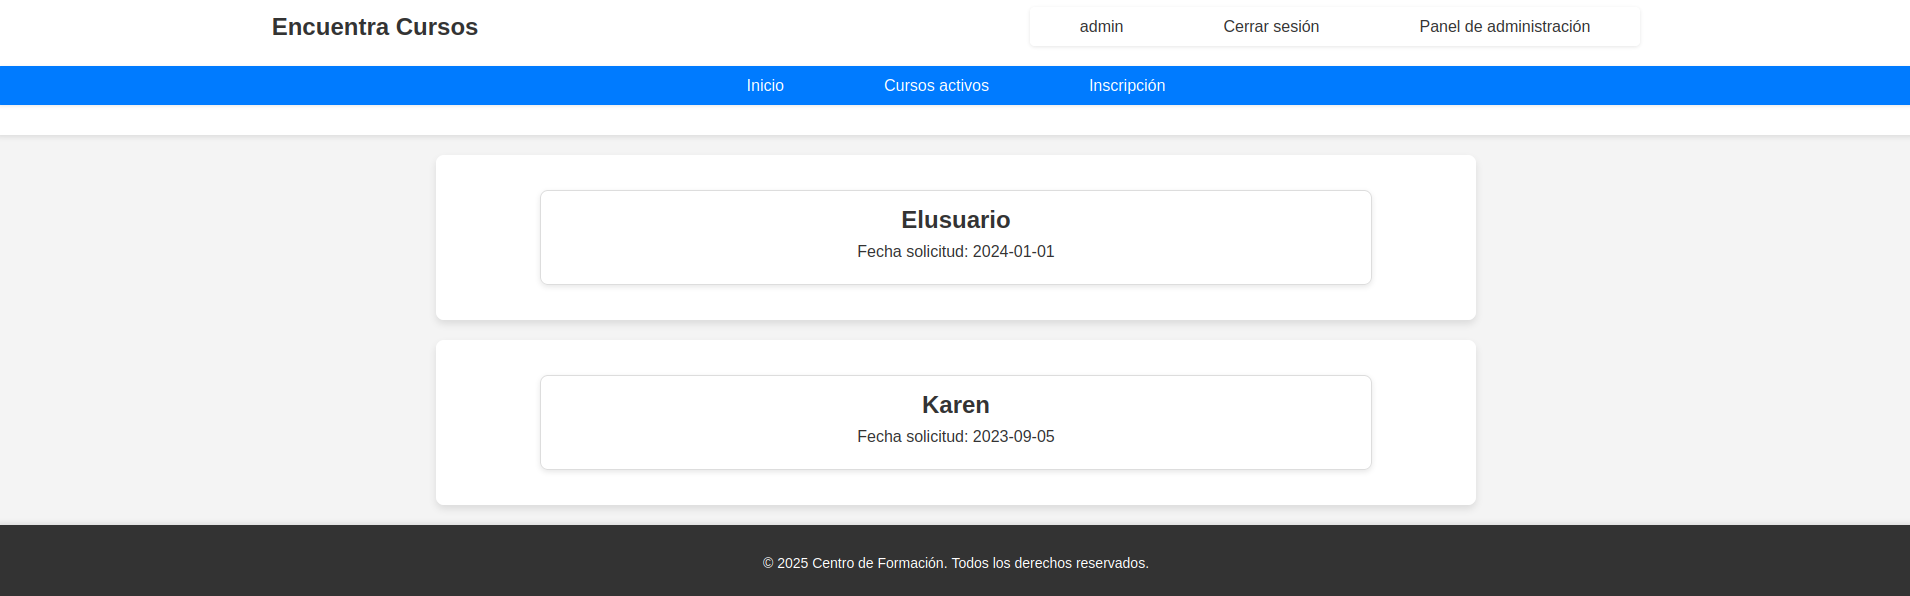 Encuentra Cursos
admin Cerrar sesión Panel de administración
Inicio Cursos activos Inscripción
Elusuario
Fecha solicitud: 2024-01-01
Karen
Fecha solicitud: 2023-09-05
© 2025 Centro de Formación. Todos los derechos reservados.